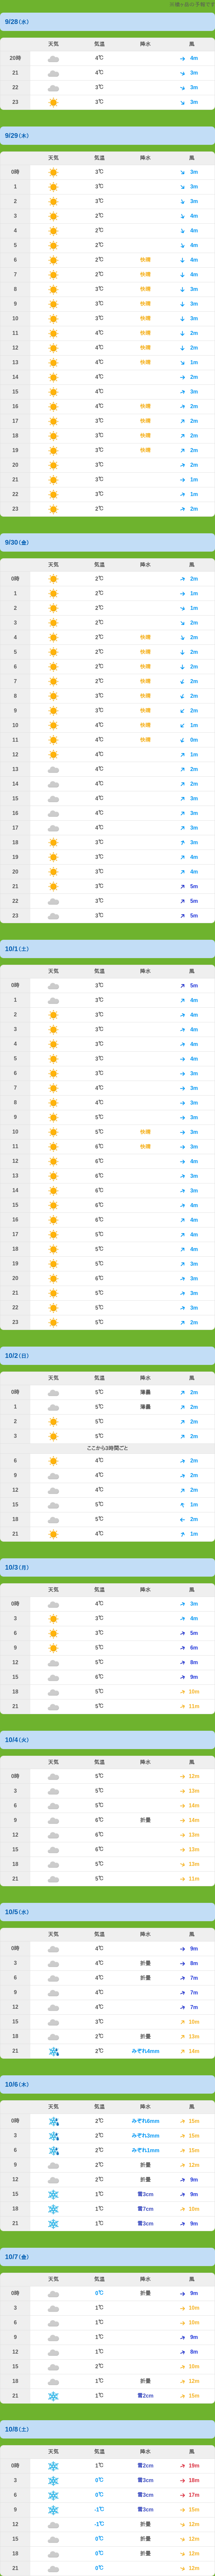 9/28（水）
天気 気温 降水 風
20時 4℃ 4m
21 4℃ 3m
22 3℃ 3m
23 3℃ 3m
9/29（木）
天気 気温 降水 風
0時 3℃ 3m
1 3℃ 3m
2 3℃ 3m
3 2℃ 4m
4 2℃ 4m
5 2℃ 4m
6 2℃ 快晴 4m
7 2℃ 快晴 4m
8 3℃ 快晴 3m
9 3℃ 快晴 3m
10 3℃ 快晴 3m
11 4℃ 快晴 2m
12 4℃ 快晴 2m
13 4℃ 快晴 1m
14 4℃ 2m
15 4℃ 3m
16 4℃ 快晴 2m
17 3℃ 快晴 2m
18 3℃ 快晴 2m
19 3℃ 快晴 2m
20 3℃ 2m
21 3℃ 1m
22 3℃ 1m
23 2℃ 2m
9/30（金）
天気 気温 降水 風
0時 2℃ 2m
1 2℃ 1m
2 2℃ 1m
3 2℃ 2m
4 2℃ 快晴 2m
5 2℃ 快晴 2m
6 2℃ 快晴 2m
7 2℃ 快晴 2m
8 3℃ 快晴 2m
9 3℃ 快晴 2m
10 4℃ 快晴 1m
11 4℃ 快晴 0m
12 4℃ 1m
13 4℃ 2m
14 4℃ 2m
15 4℃ 3m
16 4℃ 3m
17 4℃ 3m
18 3℃ 3m
19 3℃ 4m
20 3℃ 4m
21 3℃ 5m
22 3℃ 5m
23 3℃ 5m
10/1（土）
天気 気温 降水 風
0時 3℃ 5m
1 3℃ 4m
2 3℃ 4m
3 3℃ 4m
4 3℃ 4m
5 3℃ 4m
6 3℃ 3m
7 4℃ 3m
8 4℃ 3m
9 5℃ 3m
10 5℃ 快晴 3m
11 6℃ 快晴 3m
12 6℃ 4m
13 6℃ 3m
14 6℃ 3m
15 6℃ 4m
16 6℃ 4m
17 5℃ 4m
18 5℃ 4m
19 5℃ 3m
20 6℃ 3m
21 5℃ 3m
22 5℃ 3m
23 5℃ 2m
10/2（日）
天気 気温 降水 風
0時 5℃ 薄曇 2m
1 5℃ 薄曇 2m
2 5℃ 2m
3 5℃ 2m
ここから3時間ごと
6 4℃ 2m
9 4℃ 2m
12 4℃ 2m
15 5℃ 1m
18 5℃ 2m
21 4℃ 1m
10/3（月）
天気 気温 降水 風
0時 4℃ 3m
3 3℃ 4m
6 3℃ 5m
9 5℃ 6m
12 5℃ 8m
15 6℃ 9m
18 5℃ 10m
21 5℃ 11m
10/4（火）
天気 気温 降水 風
0時 5℃ 12m
3 5℃ 13m
6 5℃ 14m
9 6℃ 折曇 14m
12 6℃ 13m
15 6℃ 13m
18 5℃ 13m
21 5℃ 11m
10/5（水）
天気 気温 降水 風
0時 4℃ 9m
3 4℃ 折曇 8m
6 4℃ 折曇 7m
9 4℃ 7m
12 4℃ 7m
15 3℃ 10m
18 2℃ 折曇 13m
21 2℃ みぞれ4mm 14m
10/6（木）
天気 気温 降水 風
0時 2℃ みぞれ6mm 15m
3 2℃ みぞれ3mm 15m
6 2℃ みぞれ1mm 15m
9 2℃ 折曇 12m
12 2℃ 折曇 9m
15 1℃ 雪3cm 9m
18 1℃ 雪7cm 10m
21 1℃ 雪3cm 9m
10/7（金）
天気 気温 降水 風
0時 0℃ 折曇 9m
3 1℃ 10m
6 1℃ 10m
9 1℃ 9m
12 1℃ 8m
15 2℃ 10m
18 1℃ 折曇 12m
21 1℃ 雪2cm 15m
10/8（土）
天気 気温 降水 風
0時 1℃ 雪2cm 19m
3 0℃ 雪3cm 18m
6 0℃ 雪3cm 17m
9 -1℃ 雪3cm 15m
12 -1℃ 折曇 12m
15 0℃ 折曇 12m
18 0℃ 折曇 12m
21 0℃ 12m